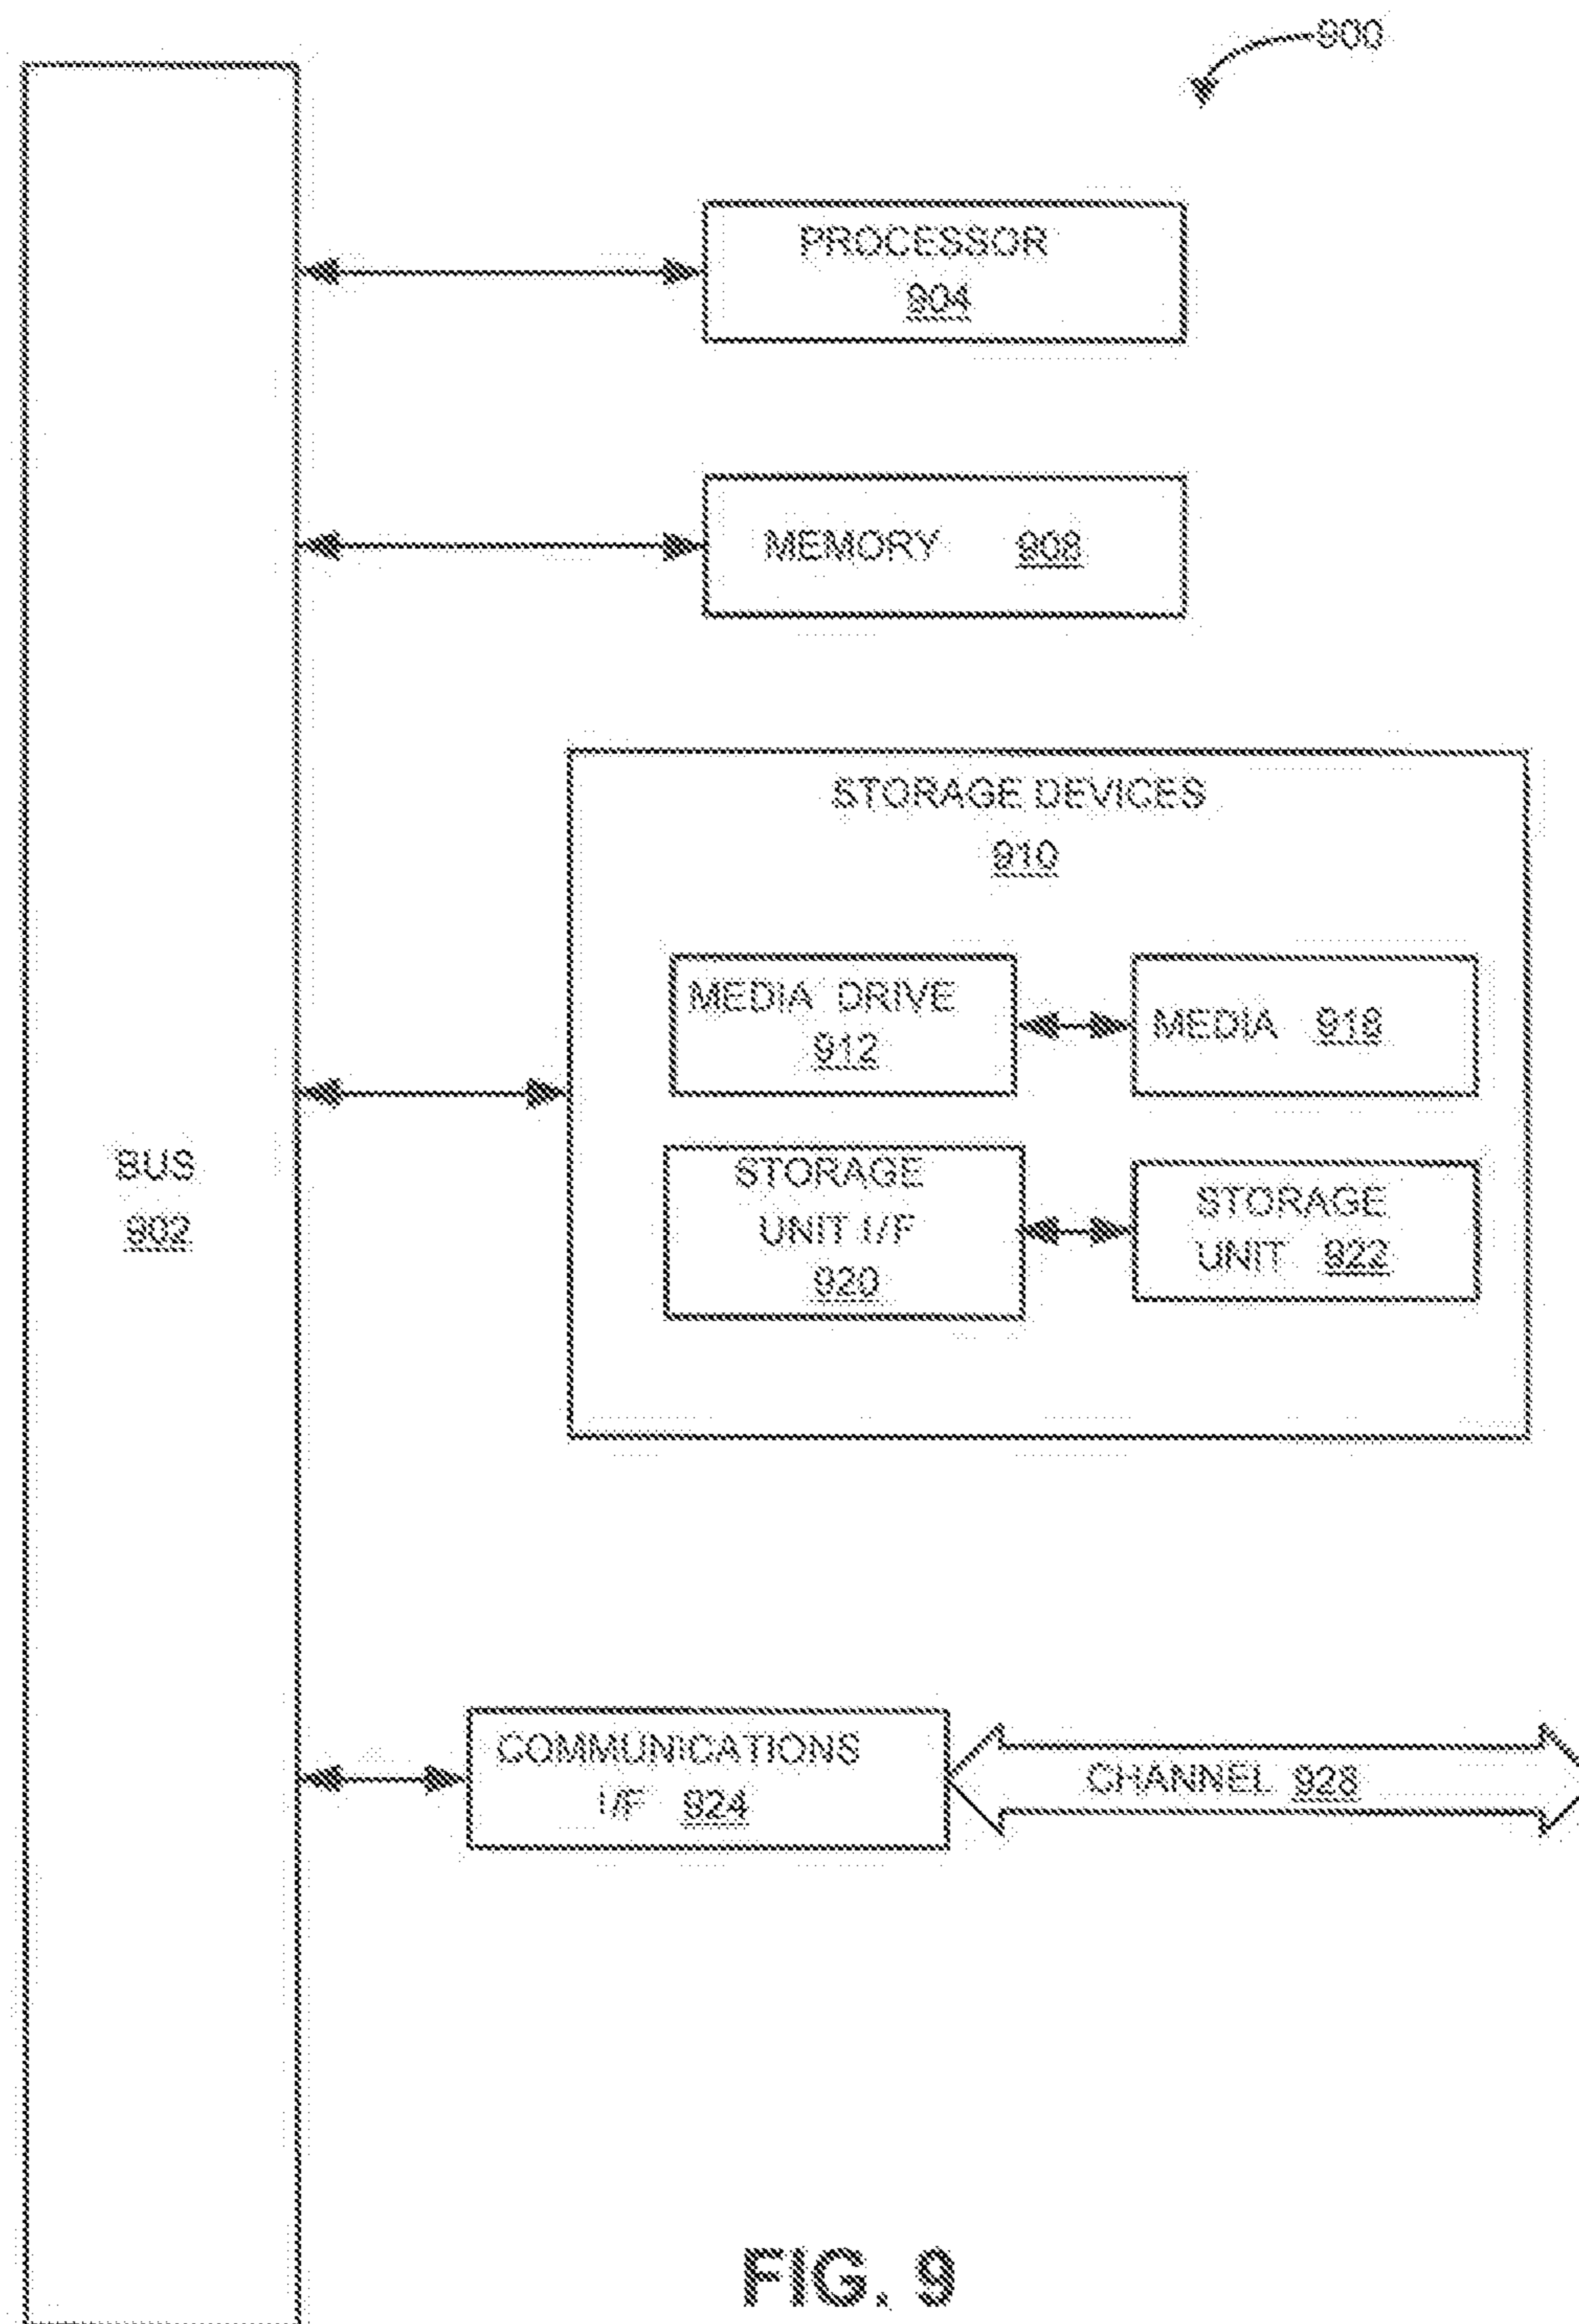 900
PROCESSOR
904
MEMORY 908
STORAGE DEVICES
910
MEDIA DRIVE
912
MEDIA 918
BUS
902
STORAGE
UNIT I/F
920
STORAGE
UNIT 922
COMMUNICATIONS
I/F 924
CHANNEL 928
FIG. 9